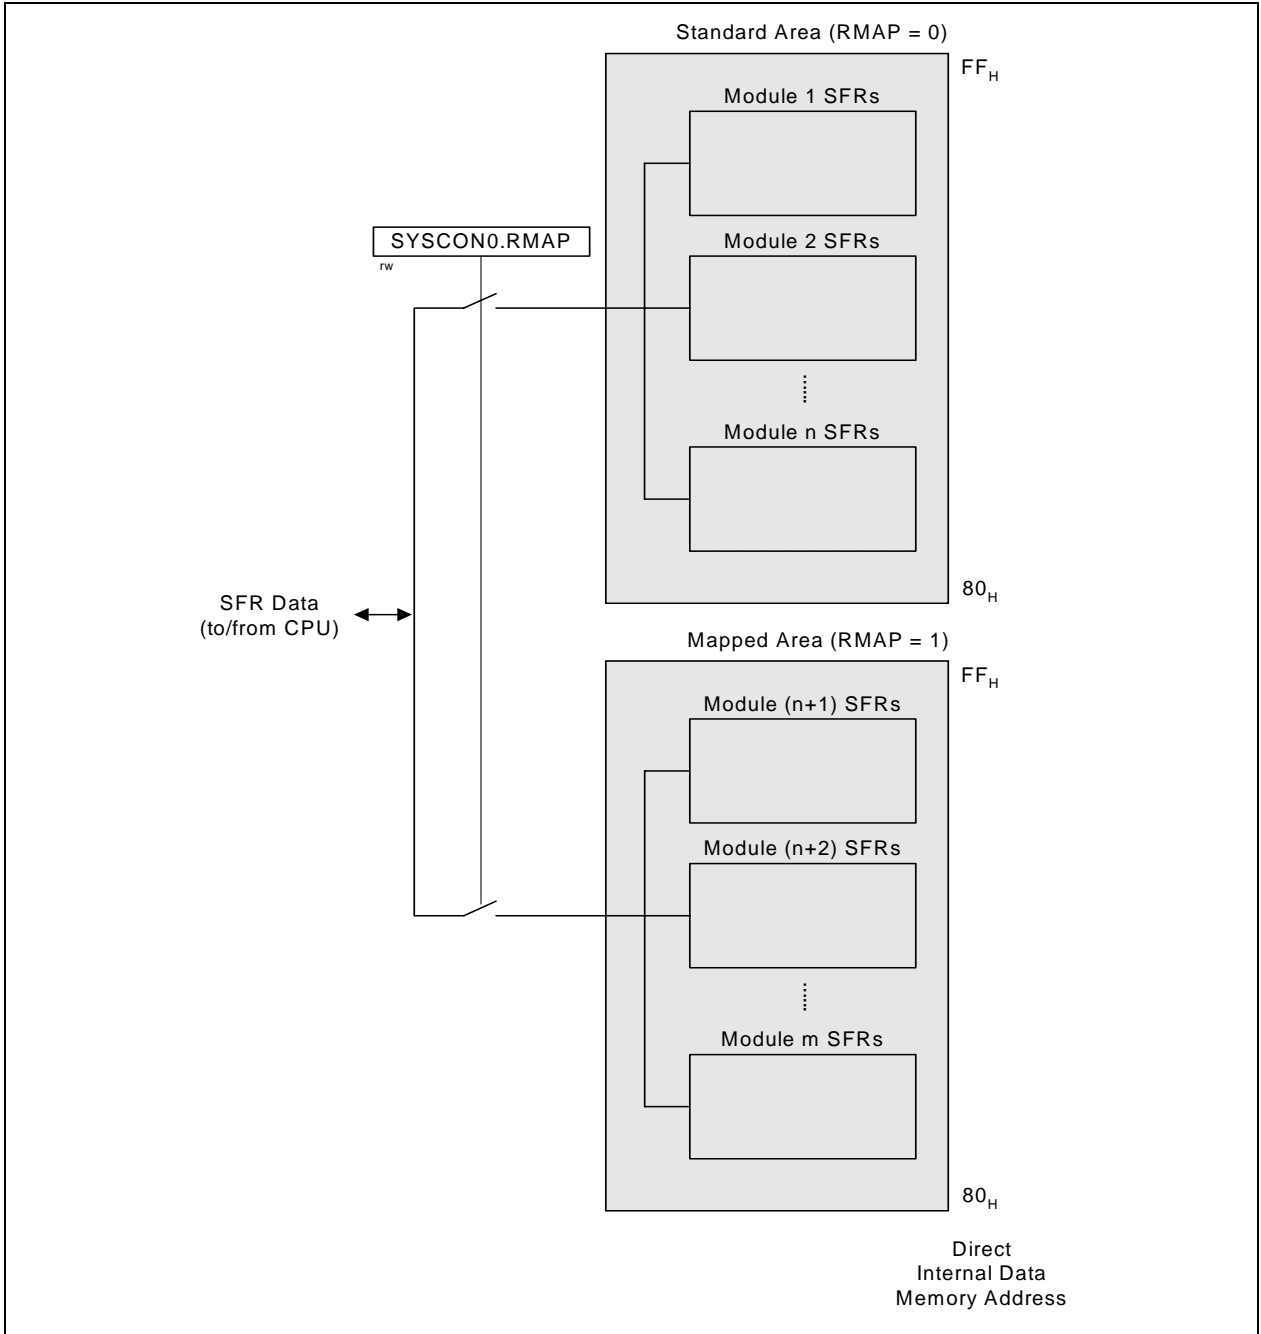 Standard Area (RMAP = 0)
FFH
Module 1 SFRs
SYSCON0.RMAP
rw
Module 2 SFRs
Module n SFRs
80H
SFR Data
(to/from CPU)
Mapped Area (RMAP = 1)
FFH
Module (n+1) SFRs
Module (n+2) SFRs
Module m SFRs
80H
Direct
Internal Data
Memory Address